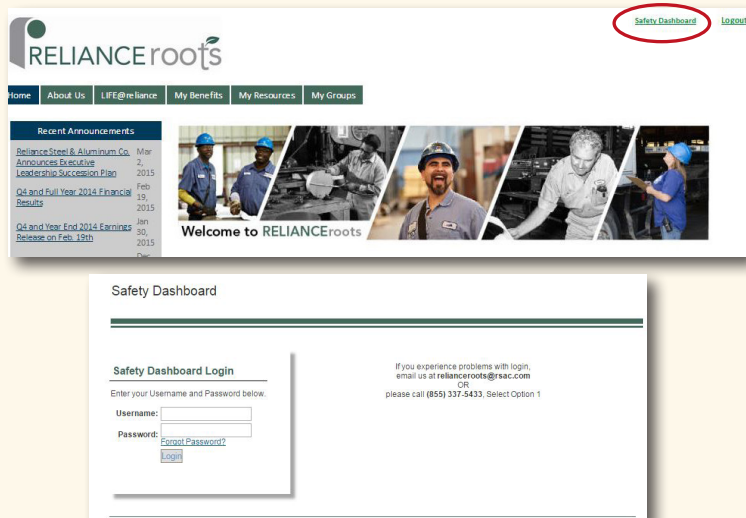 Safety Dashboard Logout
RELIANCE roots
Home About Us LIFE@reliance My Benefits My Resources My Groups
Recent Announcements
Reliance Steel & Aluminum Co. Mar
Announces Executive 2,
Leadership Succession Plan 2015
Q4 and Full Year 2014 Financial Feb
Results 19,
2015
Q4 and Year End 2014 Earnings Jan
Release on Feb. 19th 30,
2015
Welcome to RELIANCEroots
Safety Dashboard
Safety Dashboard Login
Enter your Username and Password below.
Username:
Password:
Forgot Password?
Login
If you experience problems with login,
email us at relianceroots@rsac.com
OR
please call (855) 337-5433, Select Option 1